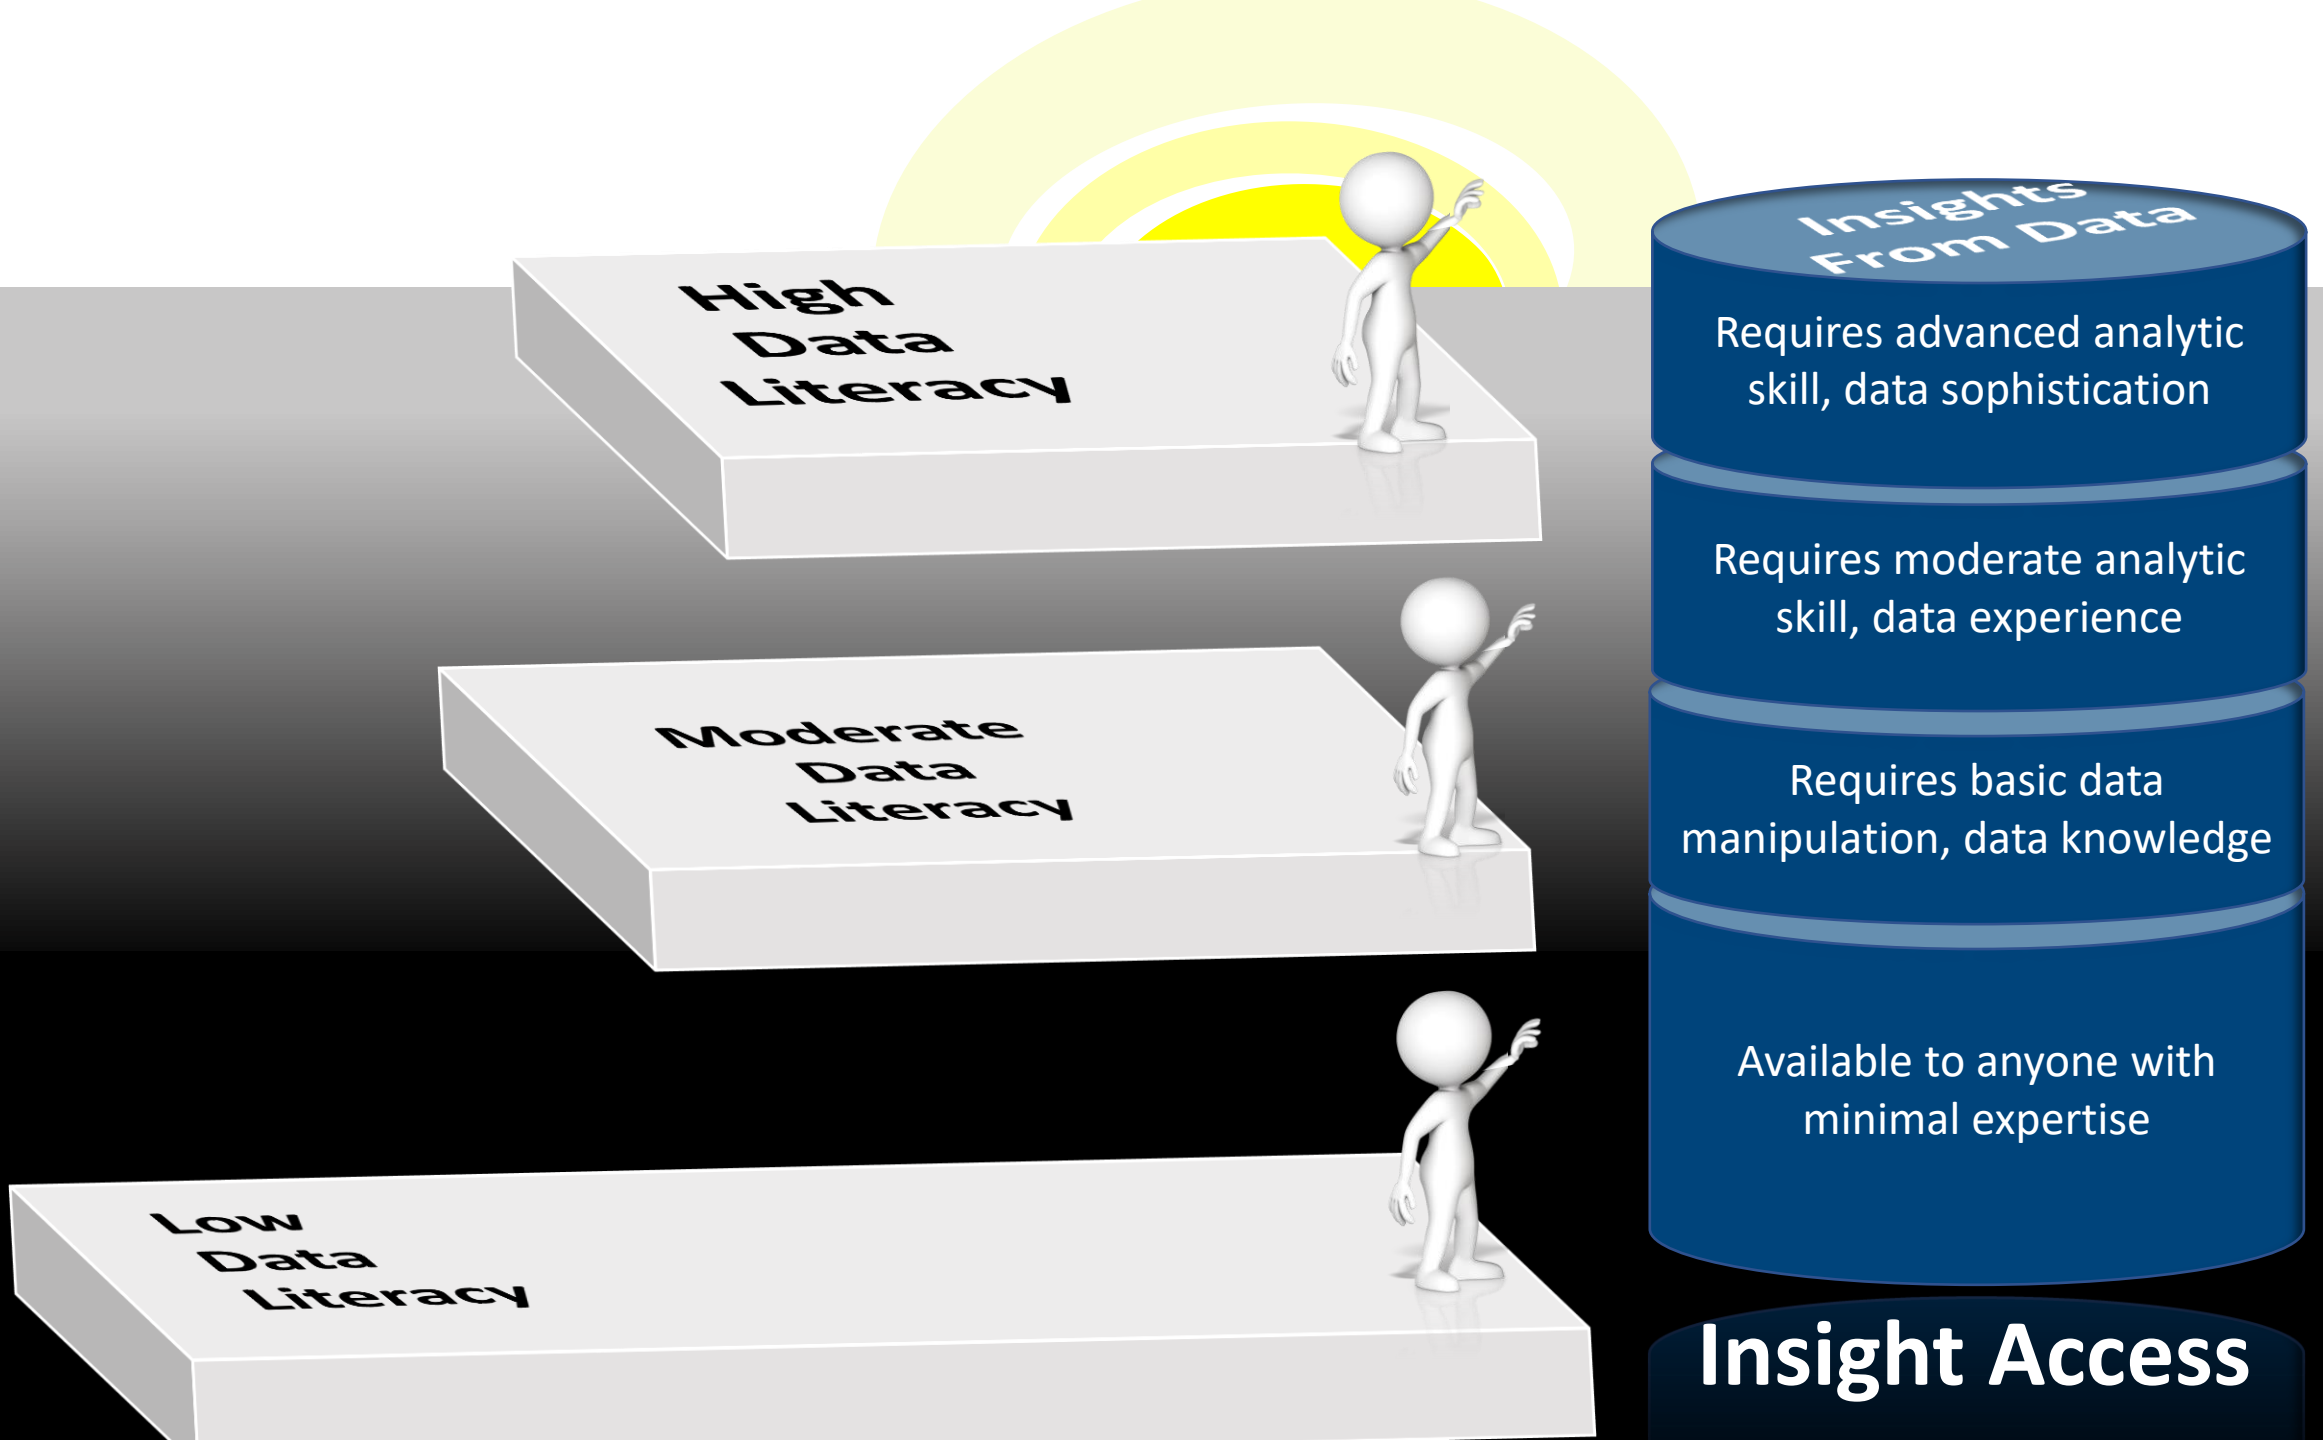 High
Data
Literacy
Moderate
Data
Literacy
Low
Data
Literacy
Insights
From Data
Requires advanced analytic
skill, data sophistication
Requires moderate analytic
skill, data experience
Requires basic data
manipulation, data knowledge
Available to anyone with
minimal expertise
Insight Access